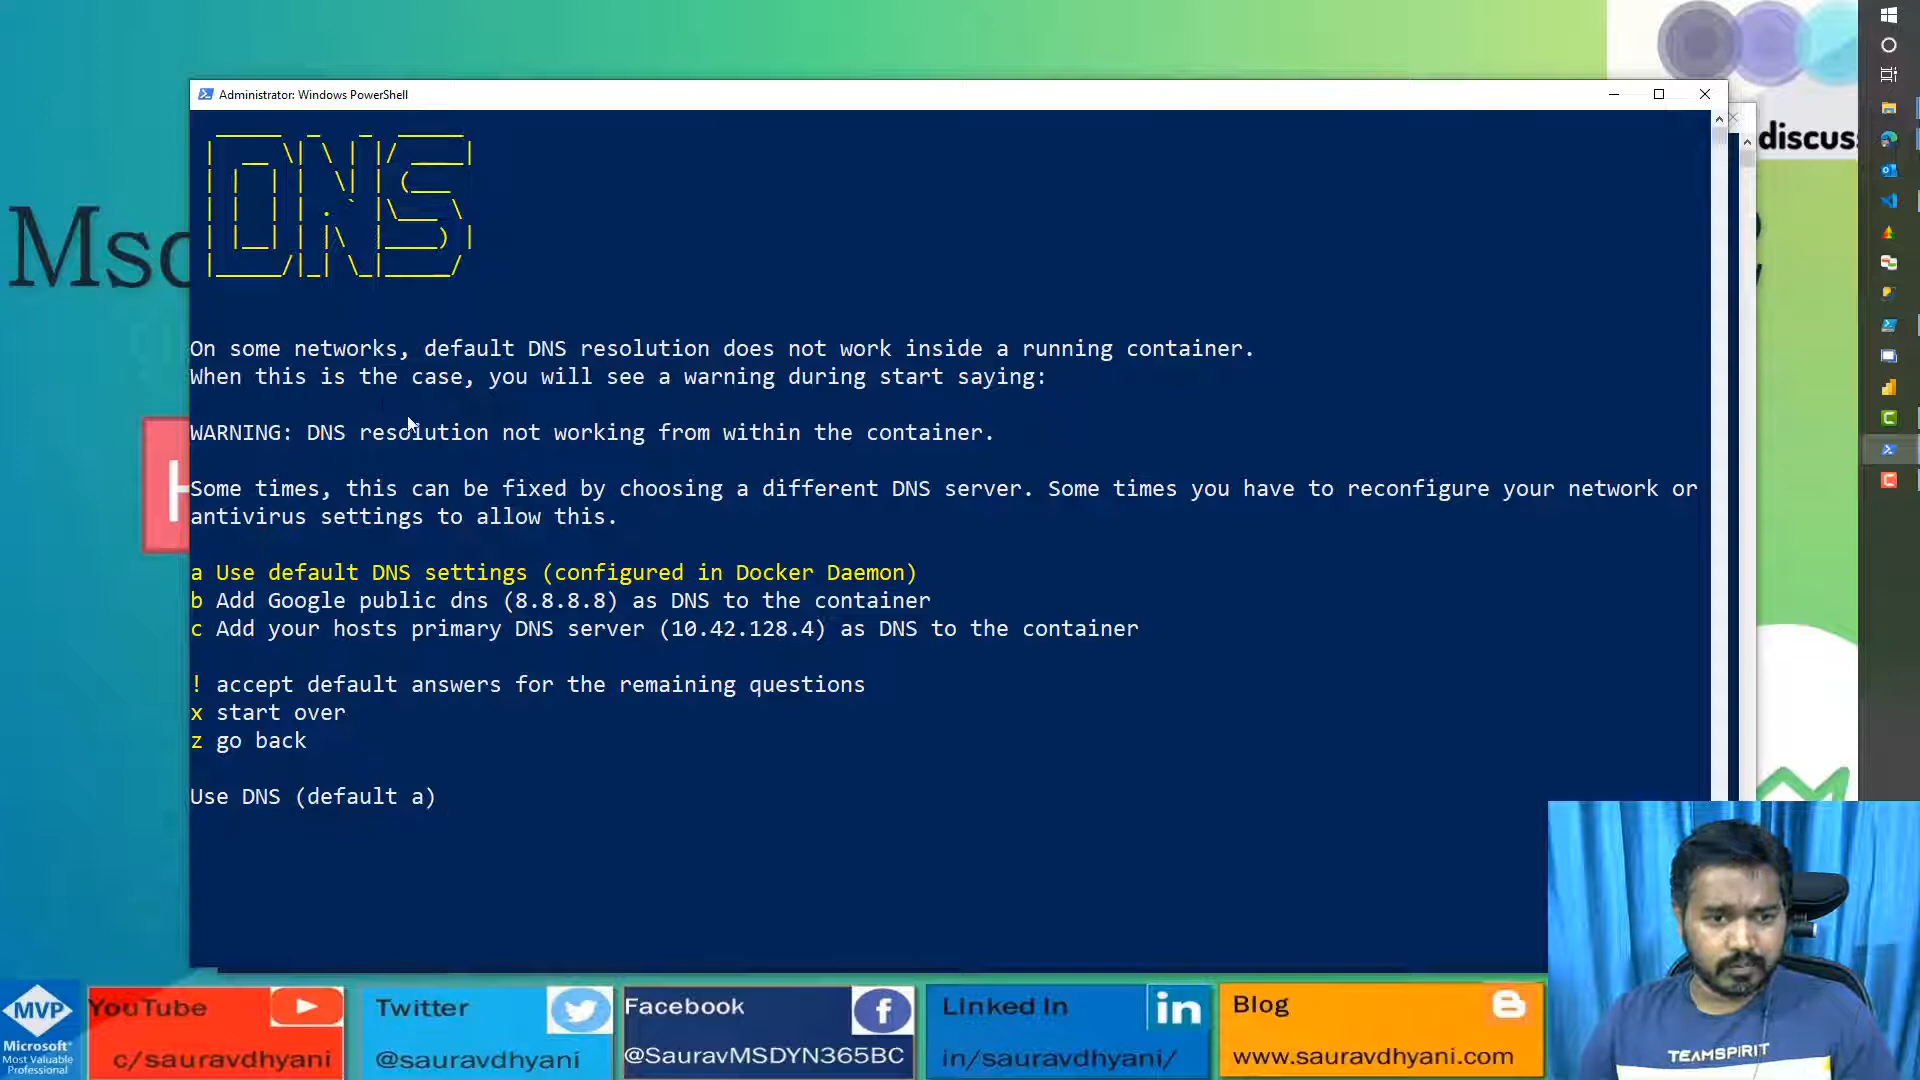 discus
Msc
H
Administrator: Windows PowerShell
DNS
On some networks, default DNS resolution does not work inside a running container.
When this is the case, you will see a warning during start saying:
WARNING: DNS resolution not working from within the container.
Some times, this can be fixed by choosing a different DNS server. Some times you have to reconfigure your network or
antivirus settings to allow this.
a Use default DNS settings (configured in Docker Daemon)
b Add Google public dns (8.8.8.8) as DNS to the container
c Add your hosts primary DNS server (10.42.128.4) as DNS to the container
! accept default answers for the remaining questions
x start over
z go back
Use DNS (default a)
TEAMSPIRIT
MVP
Microsoft®
Most Valuable
Professional
YouTube
c/sauravdhyani
Twitter
@sauravdhyani
Facebook
f
@SauravMSDYN365BC
Linked In
in
in/sauravdhyani/
Blog
www.sauravdhyani.com